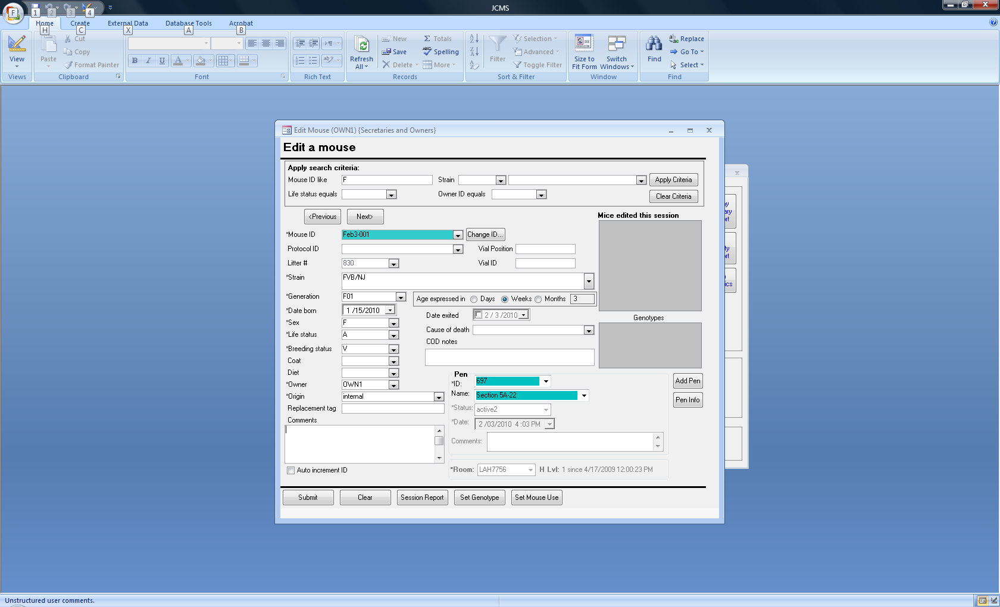 JCMS
F 1 2 3 4
Home Create External Data Database Tools Acrobat
H C X A B
View
Views
Paste
Cut
Copy
Format Painter
Clipboard
B I U A
Font
Rich Text
Refresh All
New
Save
Delete
Σ Totals
ABC Spelling
More
Records
Filter
Selection
Advanced
Toggle Filter
Sort & Filter
Size to Fit Form
Switch Windows
Window
Find
Replace
Go To
Select
Find
Edit Mouse (OWN1) {Secretaries and Owners}
Edit a mouse
Apply search criteria:
Mouse ID like F Strain Apply Criteria
Life status equals Owner ID equals Clear Criteria
<Previous Next> Mice edited this session
*Mouse ID Feb3-001 Change ID...
Protocol ID Vial Position
Litter # 830 Vial ID
*Strain FVB/NJ
*Generation F01 Age expressed in Days Weeks Months 3
*Date born 1 /15/2010 Date exited 2 / 3 /2010
Genotypes
*Sex F
Cause of death
*Life status A
COD notes
*Breeding status V
Coat
Diet
Pen
*Owner OWN1 *ID: 697 Add Pen
*Origin internal Name: Section 5A-22 Pen Info
Replacement tag *Status: active2
Comments *Date: 2 /03/2010 4 :03 PM
Comments:
Auto increment ID *Room: LAH7756 H Lvl: 1 since 4/17/2009 12:00:23 PM
Submit Clear Session Report Set Genotype Set Mouse Use
Unstructured user comments.